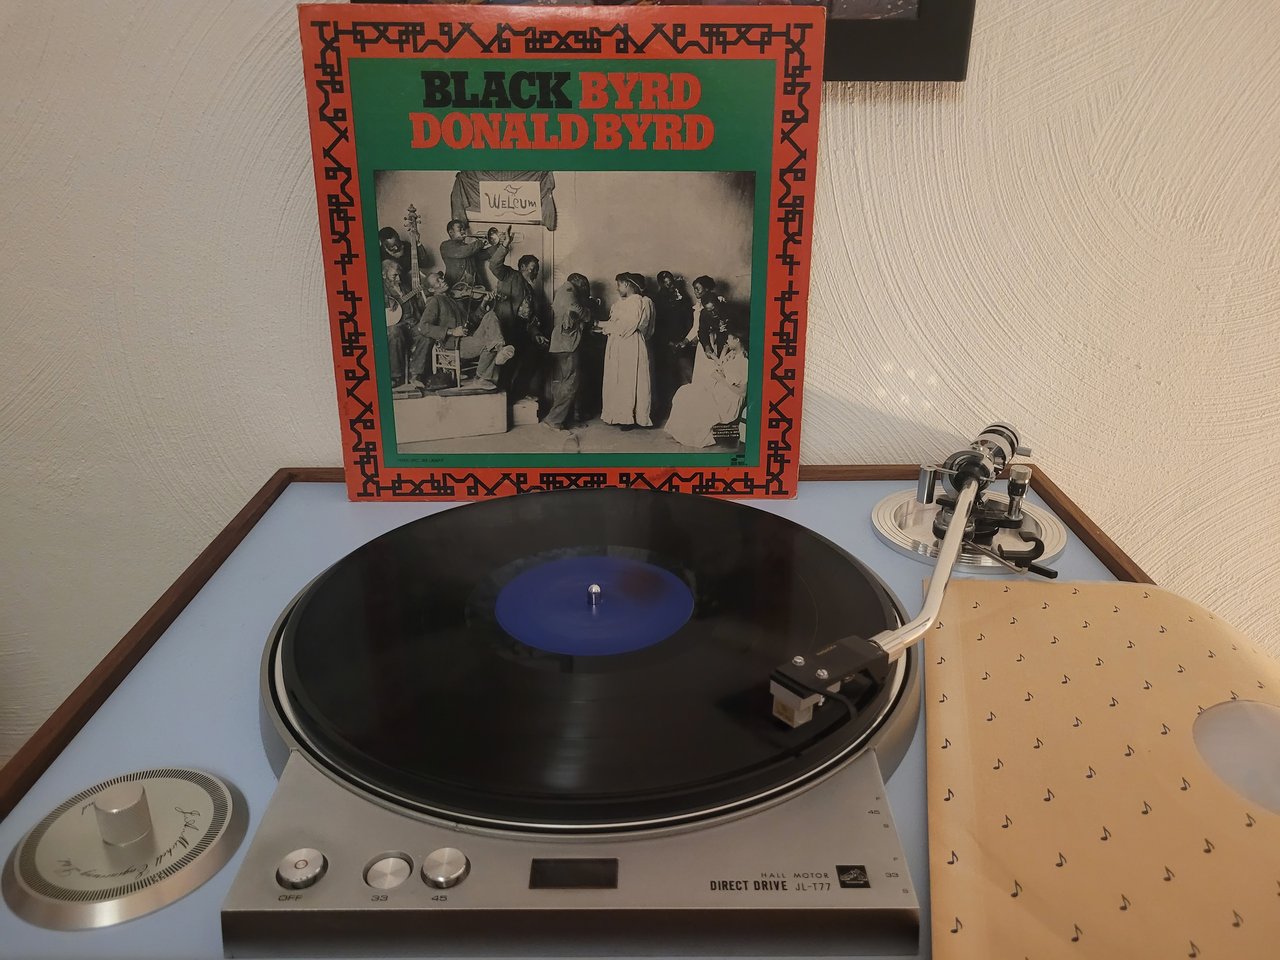 BLACK BYRD
DONALD BYRD
WELCUM
OFF
33
45
HALL MOTOR
DIRECT DRIVE JL-T77
45
33